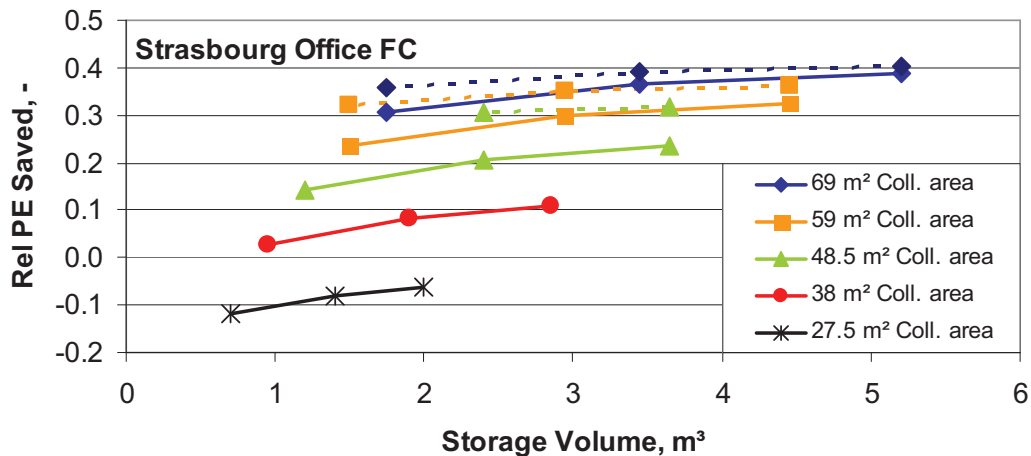 Strasbourg Office FC
Rel PE Saved, -
0.5
0.4
0.3
0.2
0.1
0.0
-0.1
-0.2
69 m² Coll. area
59 m² Coll. area
48.5 m² Coll. area
38 m² Coll. area
27.5 m² Coll. area
0 1 2 3 4 5 6
Storage Volume, m³